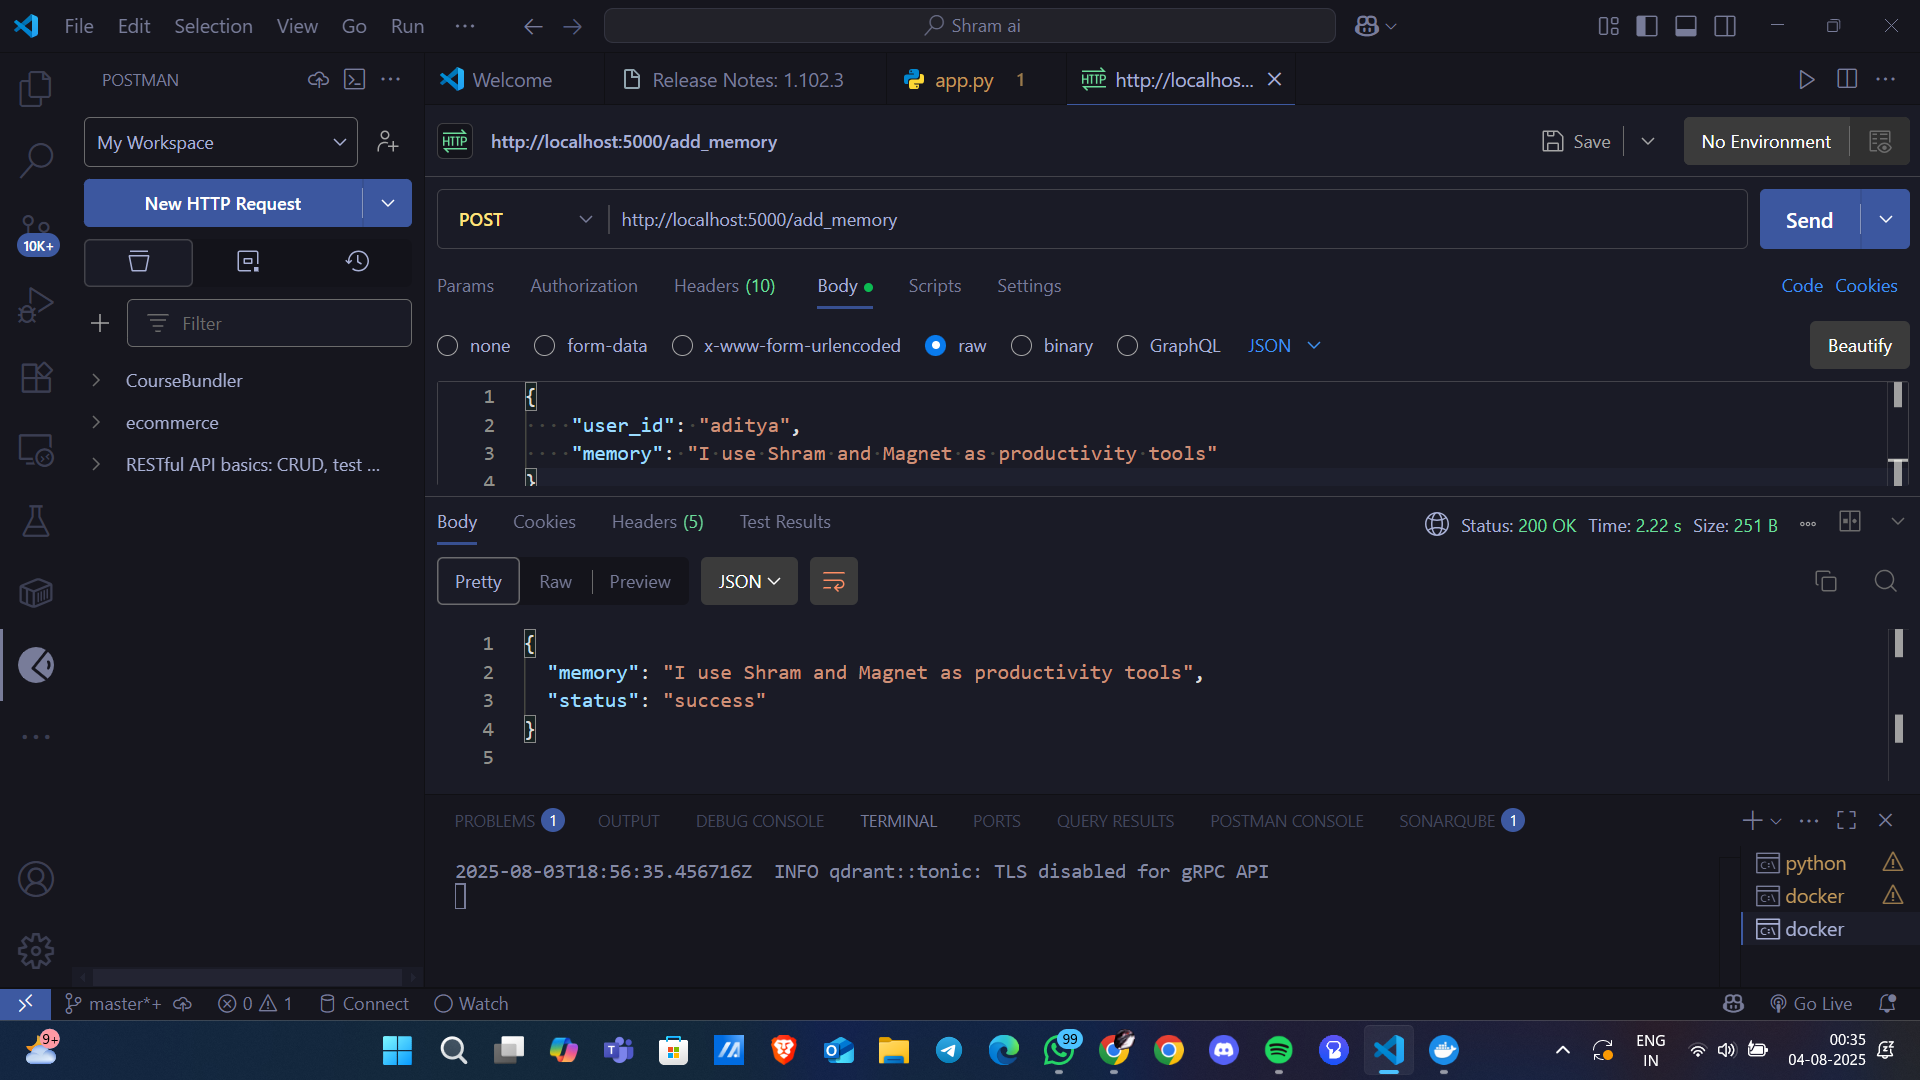 File Edit Selection View Go Run ··· Shram ai
POSTMAN
Welcome
Release Notes: 1.102.3
app.py 1
http://localhos...
My Workspace
HTTP http://localhost:5000/add_memory
Save
No Environment
New HTTP Request
POST http://localhost:5000/add_memory
Send
10K+
Params Authorization Headers (10) Body Scripts Settings
Code Cookies
Filter
none form-data x-www-form-urlencoded raw binary GraphQL JSON
Beautify
CourseBundler
ecommerce
RESTful API basics: CRUD, test ...
1 {
2 "user_id": "aditya",
3 "memory": "I use Shram and Magnet as productivity tools"
4 }
Body Cookies Headers (5) Test Results
Status: 200 OK Time: 2.22 s Size: 251 B
Pretty Raw Preview JSON
1 {
2 "memory": "I use Shram and Magnet as productivity tools",
3 "status": "success"
4 }
5
PROBLEMS 1 OUTPUT DEBUG CONSOLE TERMINAL PORTS QUERY RESULTS POSTMAN CONSOLE SONARQUBE 1
2025-08-03T18:56:35.456716Z INFO qdrant::tonic: TLS disabled for gRPC API
python
docker
docker
master*+ 0 1 Connect Watch
Go Live
9+
99
ENG
IN
00:35
04-08-2025